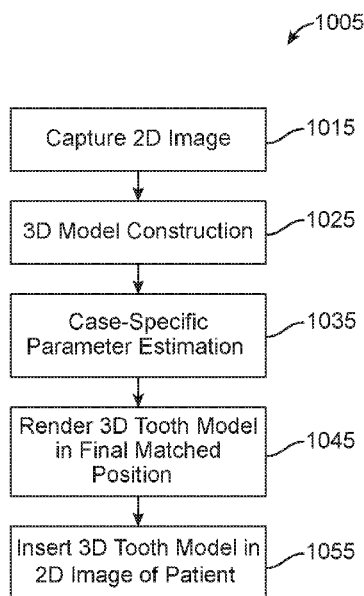 1005
Capture 2D Image
1015
3D Model Construction
1025
Case-Specific
Parameter Estimation
1035
Render 3D Tooth Model
in Final Matched
Position
1045
Insert 3D Tooth Model in
2D Image of Patient
1055